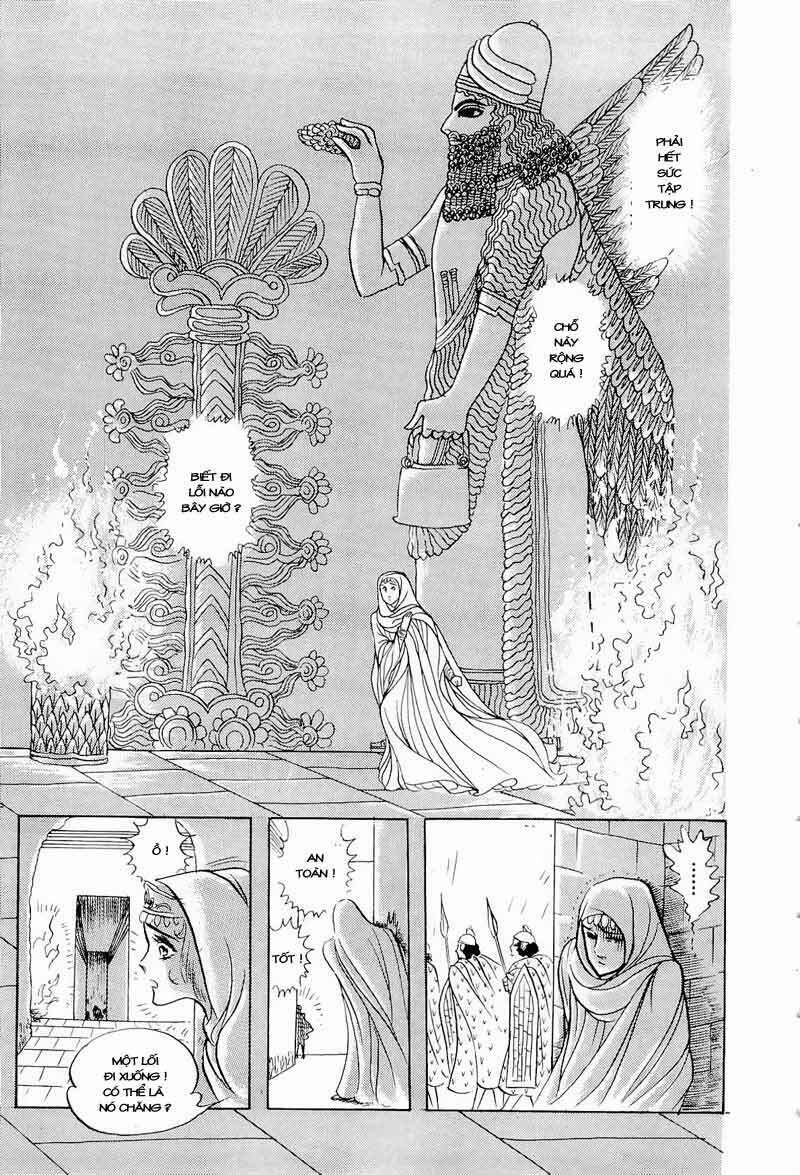 PHẢI
HẾT
SỨC
TẬP
TRUNG !
CHỖ
NÀY
RỘNG
QUÁ !
BIẾT ĐI
LỐI NÀO
BÂY GIỜ ?
......
AN
TOÀN !
TỐT !
Ô !
MỘT LỐI
ĐI XUỐNG !
CÓ THỂ LÀ
NÓ CHĂNG ?